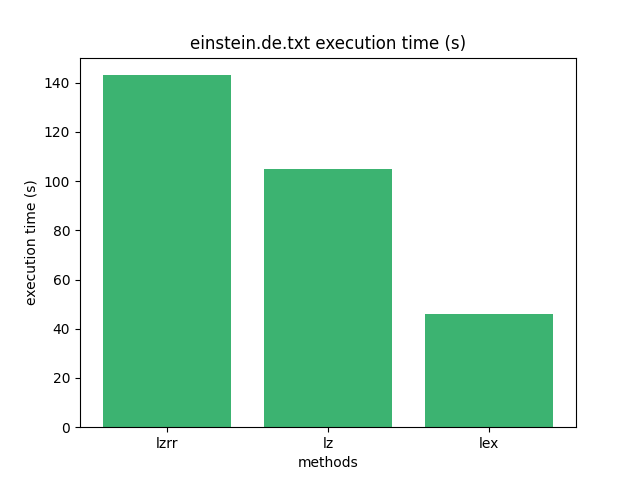 einstein.de.txt execution time (s)
execution time (s)
140
120
100
80
60
40
20
0
lzrr lz lex
methods